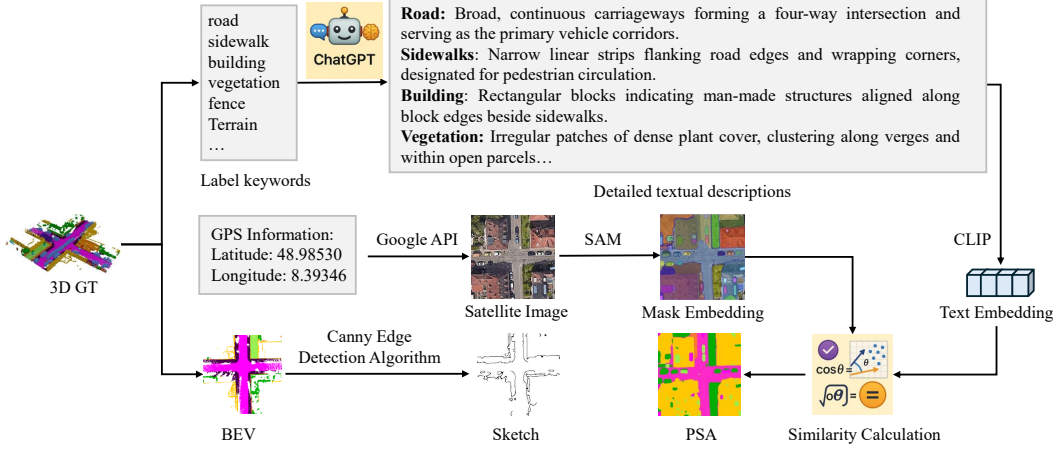 road
sidewalk
building
vegetation
fence
Terrain
…
Label keywords
ChatGPT
Road: Broad, continuous carriageways forming a four-way intersection and
serving as the primary vehicle corridors.
Sidewalks: Narrow linear strips flanking road edges and wrapping corners,
designated for pedestrian circulation.
Building: Rectangular blocks indicating man-made structures aligned along
block edges beside sidewalks.
Vegetation: Irregular patches of dense plant cover, clustering along verges and
within open parcels…
Detailed textual descriptions
3D GT
GPS Information:
Latitude: 48.98530
Longitude: 8.39346
Google API
Satellite Image
SAM
Mask Embedding
CLIP
Text Embedding
BEV
Canny Edge
Detection Algorithm
Sketch
PSA
cosθ=
θ
√oθ=
=
Similarity Calculation